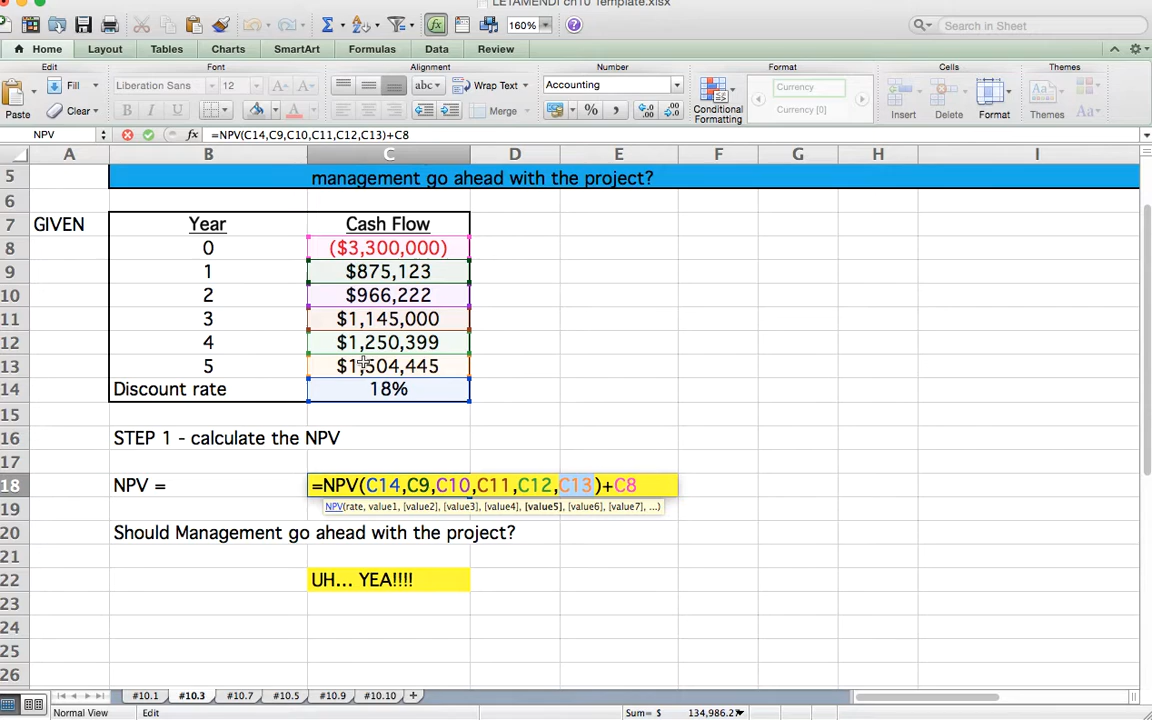 LETAMENDI ch10 Template.xlsx
160%
Search in Sheet
Home Layout Tables Charts SmartArt Formulas Data Review
Edit Font Alignment Number Format Cells Themes
Fill Liberation Sans 12 abc Wrap Text Accounting Currency
Paste Clear B I U A Merge % Conditional Formatting Currency [0] Insert Delete Format Themes Aa
NPV fx =NPV(C14,C9,C10,C11,C12,C13)+C8
A B C D E F G H I
5 management go ahead with the project?
6
7 GIVEN Year Cash Flow
8 0 ($3,300,000)
9 1 $875,123
10 2 $966,222
11 3 $1,145,000
12 4 $1,250,399
13 5 $1,504,445
14 Discount rate 18%
15
16 STEP 1 - calculate the NPV
17
18 NPV = =NPV(C14,C9,C10,C11,C12,C13)+C8
NPV(rate, value1, [value2], [value3], [value4], [value5], [value6], [value7], ...)
19
20 Should Management go ahead with the project?
21
22 UH... YEA!!!!
23
24
25
26
#10.1 #10.3 #10.7 #10.5 #10.9 #10.10 +
Normal View Edit Sum= $ 134,986.27